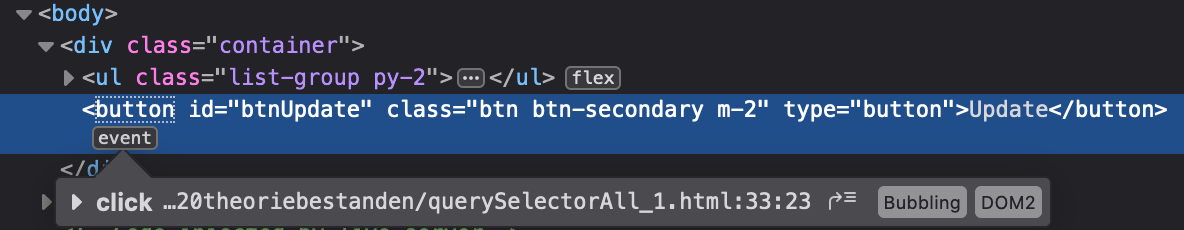 <body>
<div class="container">
<ul class="list-group py-2"> ••• </ul> flex
<button id="btnUpdate" class="btn btn-secondary m-2" type="button">Update</button>
event
</di
click …20theoriebestanden/querySelectorAll_1.html:33:23 Bubbling DOM2